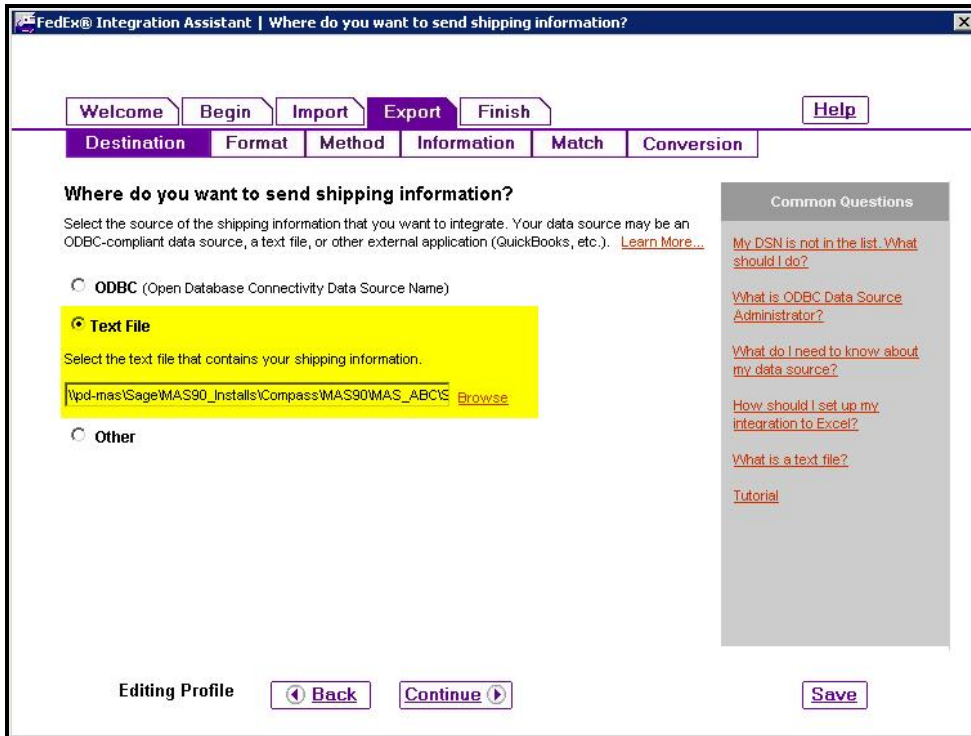 FedEx® Integration Assistant | Where do you want to send shipping information?
Welcome Begin Import Export Finish Help
Destination Format Method Information Match Conversion
Where do you want to send shipping information?
Select the source of the shipping information that you want to integrate. Your data source may be an
ODBC-compliant data source, a text file, or other external application (QuickBooks, etc.). Learn More...
ODBC (Open Database Connectivity Data Source Name)
Text File
Select the text file that contains your shipping information.
\\pd-mas\Sage\MAS90_Installs\Compass\MAS90\MAS_ABC\S Browse
Other
Common Questions
My DSN is not in the list. What
should I do?
What is ODBC Data Source
Administrator?
What do I need to know about
my data source?
How should I set up my
integration to Excel?
What is a text file?
Tutorial
Editing Profile Back Continue Save